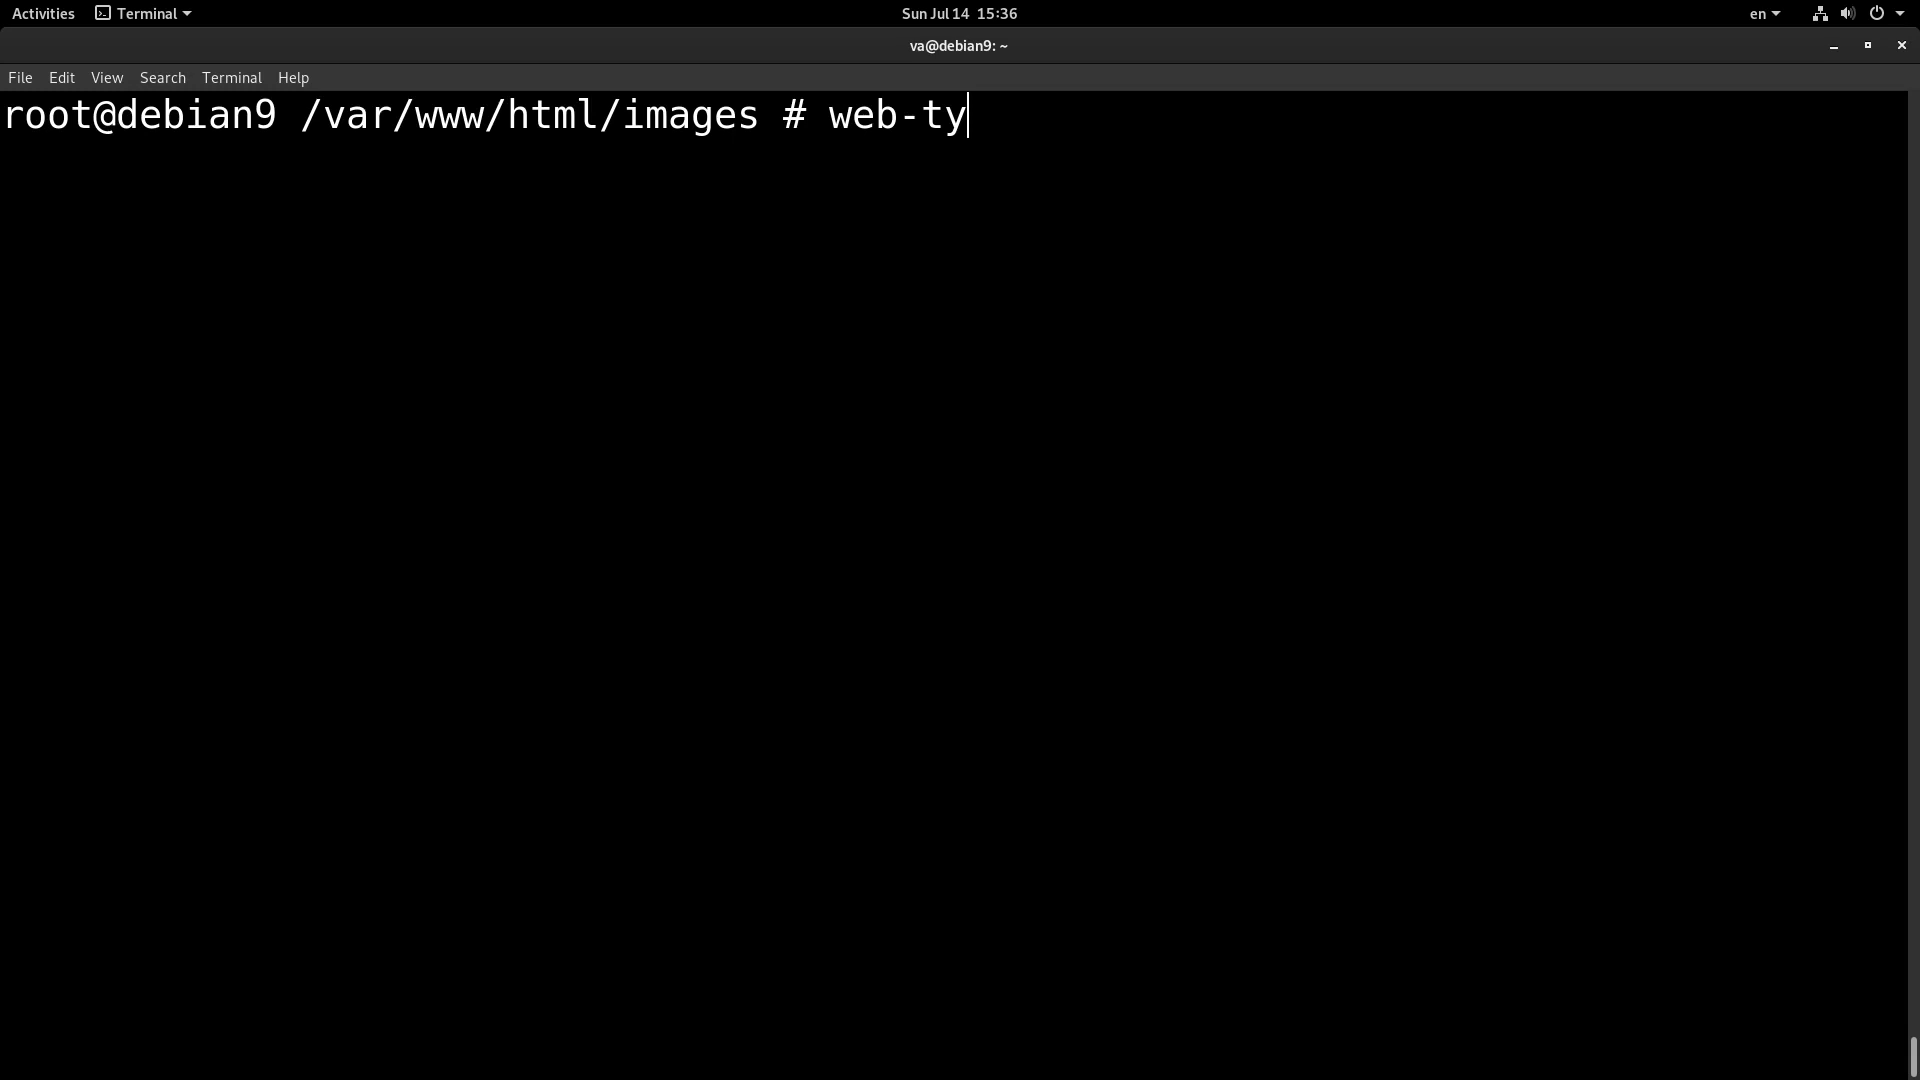 Activities Terminal Sun Jul 14 15:36 en
va@debian9: ~
File Edit View Search Terminal Help
root@debian9 /var/www/html/images # web-ty